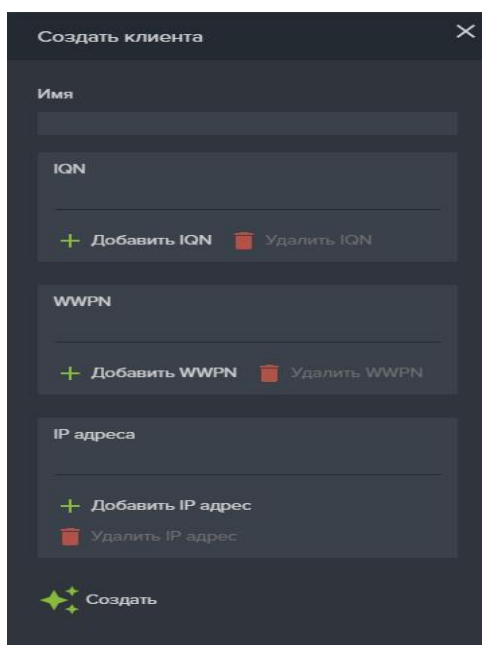 Создать клиента
Имя
IQN
Добавить IQN Удалить IQN
WWPN
Добавить WWPN Удалить WWPN
IP адреса
Добавить IP адрес
Удалить IP адрес
Создать